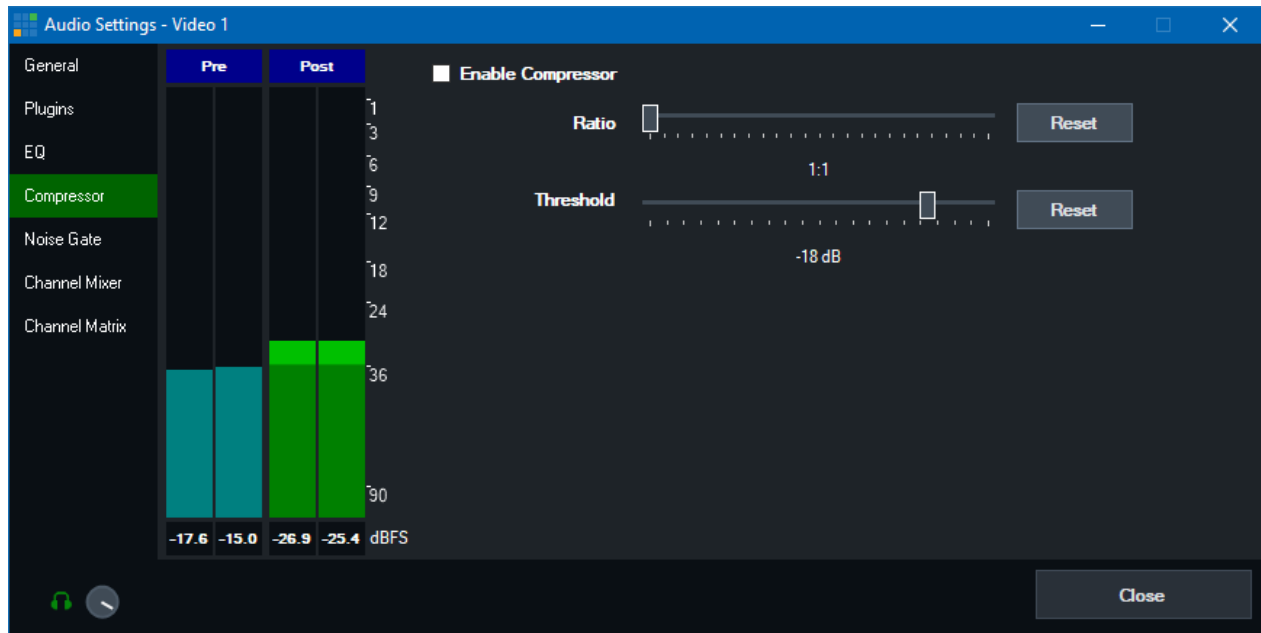 Audio Settings - Video 1
General
Plugins
EQ
Compressor
Noise Gate
Channel Mixer
Channel Matrix
Pre Post
1
3
6
9
12
18
24
36
90
-17.6 -15.0 -26.9 -25.4 dBFS
Enable Compressor
Ratio Reset
1:1
Threshold Reset
-18 dB
Close